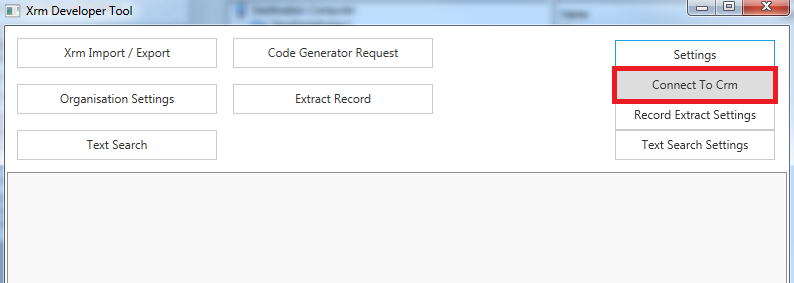 Xrm Developer Tool
Xrm Import / Export
Code Generator Request
Settings
Organisation Settings
Extract Record
Connect To Crm
Record Extract Settings
Text Search
Text Search Settings